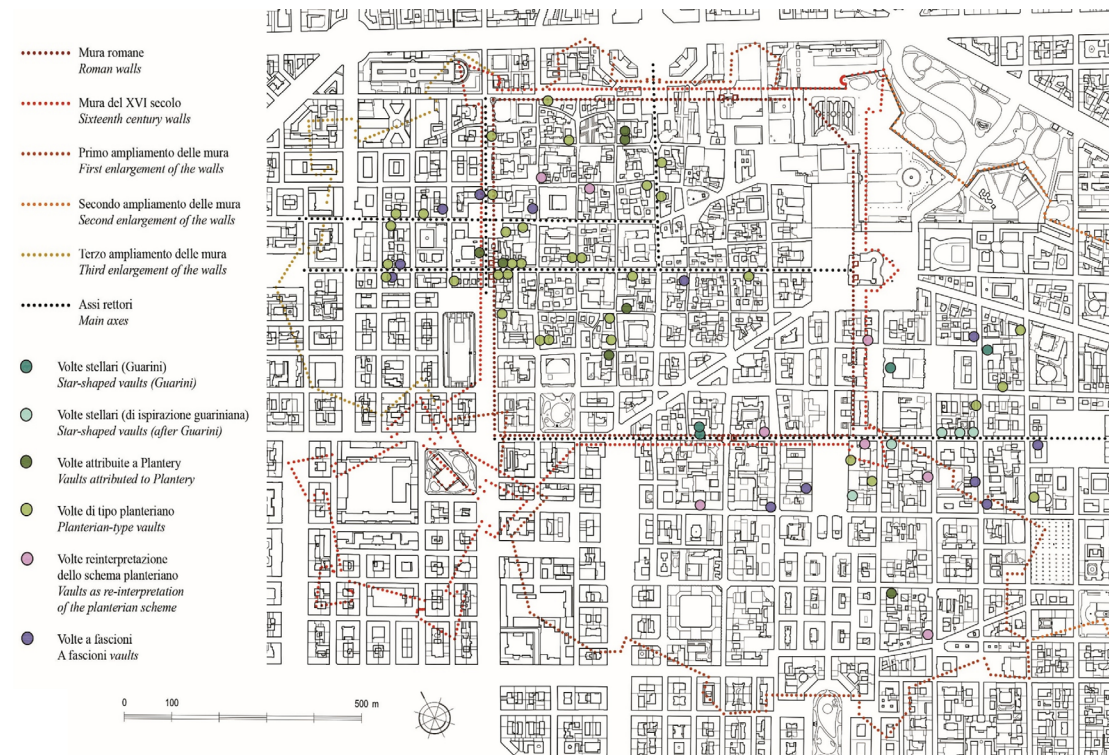 Mura romane
Roman walls
Mura del XVI secolo
Sixteenth century walls
Primo ampliamento delle mura
First enlargement of the walls
Secondo ampliamento delle mura
Second enlargement of the walls
Terzo ampliamento delle mura
Third enlargement of the walls
Assi rettori
Main axes
Volte stellari (Guarini)
Star-shaped vaults (Guarini)
Volte stellari (di ispirazione guariniana)
Star-shaped vaults (after Guarini)
Volte attribuite a Plantery
Vaults attributed to Plantery
Volte di tipo planteriano
Planterian-type vaults
Volte reinterpretazione
dello schema planteriano
Vaults as re-interpretation
of the planterian scheme
Volte a fascioni
A fascioni vaults
0 100 500 m